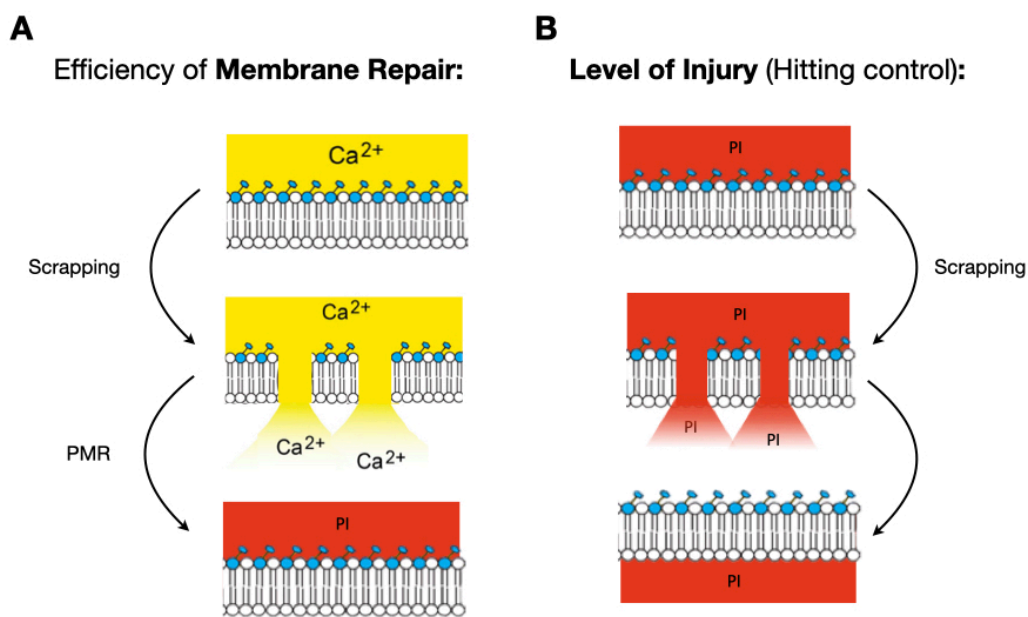 A
Efficiency of Membrane Repair:
Ca2+
Scrapping
Ca2+
Ca2+
Ca2+
PMR
PI
B
Level of Injury (Hitting control):
PI
Scrapping
PI
PI
PI
PI